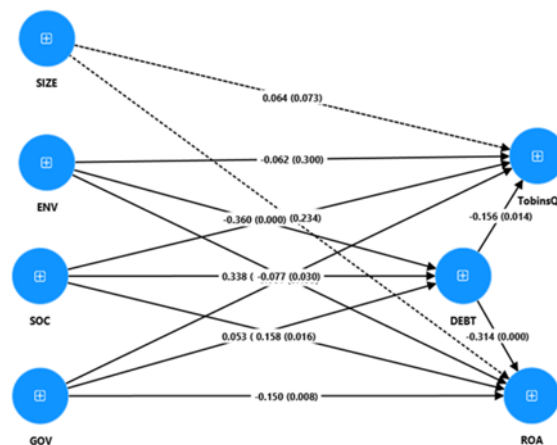 SIZE
0.064 (0.073)
ENV
-0.062 (0.300)
TobinsQ
-0.156 (0.014)
-0.360 (0.000) (0.234)
SOC
0.338 ( -0.077 (0.030)
DEBT
-0.314 (0.000)
0.053 ( 0.158 (0.016)
GOV
-0.150 (0.008)
ROA